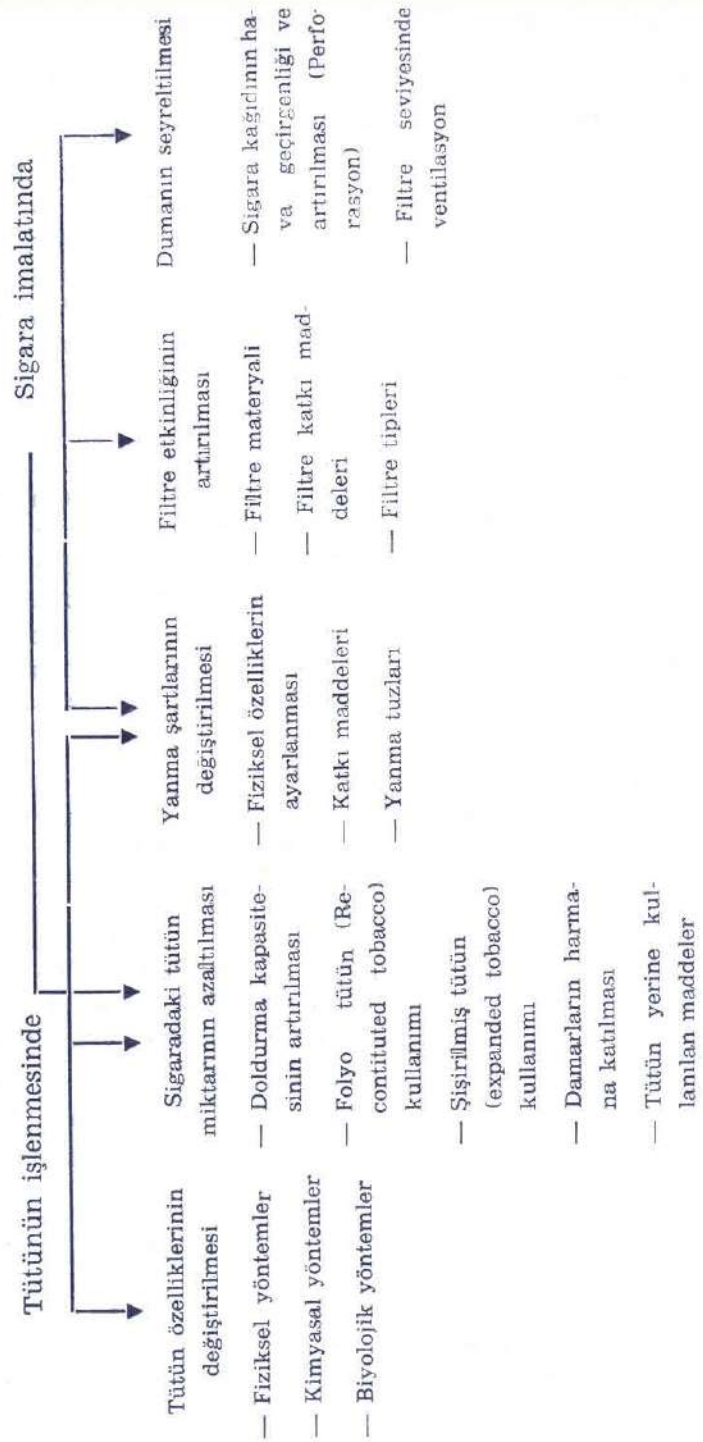 Tütünün işlenmesinde
Sigara imalatında
Tütün özelliklerinin
değiştirilmesi
— Fiziksel yöntemler
— Kimyasal yöntemler
— Biyolojik yöntemler
Sigaradaki tütün
miktarının azaltılması
— Doldurma kapasite-
sinin artırılması
— Folyo tütün (Re-
contituted tobacco)
kullanımı
— Şişirilmiş tütün
(expanded tobacco)
kullanımı
— Damarların harma-
na katılması
— Tütün yerine kul-
lanılan maddeler
Yanma şartlarının
değiştirilmesi
— Fiziksel özelliklerin
ayarlanması
— Katkı maddeleri
— Yanma tuzları
Filtre etkinliğinin
artırılması
— Filtre materyali
— Filtre katkı mad-
deleri
— Filtre tipleri
Dumanın seyreltilmesi
— Sigara kağıdının ha-
va geçirgenliği ve
artırılması (Perfo-
rasyon)
— Filtre seviyesinde
ventilasyon